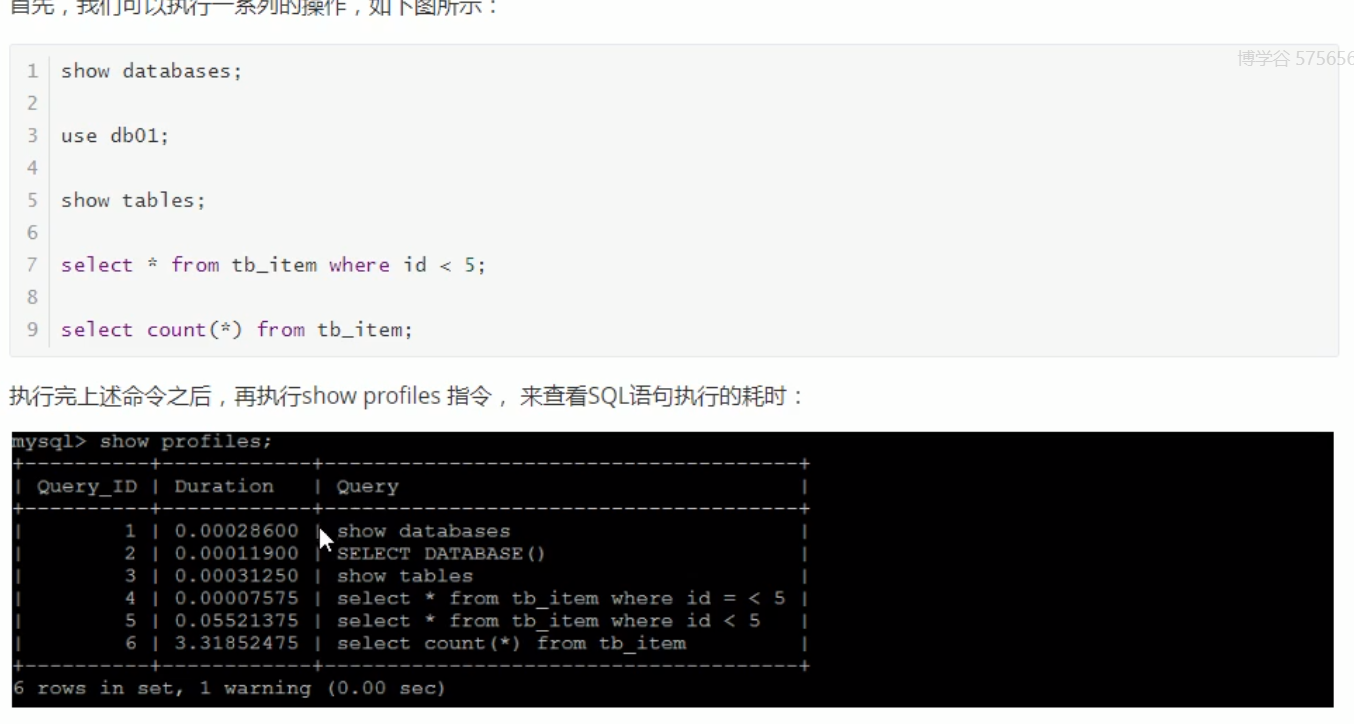 首先，我们可以执行一系列的操作，如下图所示：
博学谷 575656
1 show databases;
2
3 use db01;
4
5 show tables;
6
7 select * from tb_item where id < 5;
8
9 select count(*) from tb_item;
执行完上述命令之后，再执行show profiles 指令， 来查看SQL语句执行的耗时：
mysql> show profiles;
+----------+------------+--------------------------------------+
| Query_ID | Duration   | Query                                |
+----------+------------+--------------------------------------+
|        1 | 0.00028600 | show databases                       |
|        2 | 0.00011900 | SELECT DATABASE()                    |
|        3 | 0.00031250 | show tables                          |
|        4 | 0.00007575 | select * from tb_item where id = < 5 |
|        5 | 0.05521375 | select * from tb_item where id < 5   |
|        6 | 3.31852475 | select count(*) from tb_item         |
+----------+------------+--------------------------------------+
6 rows in set, 1 warning (0.00 sec)